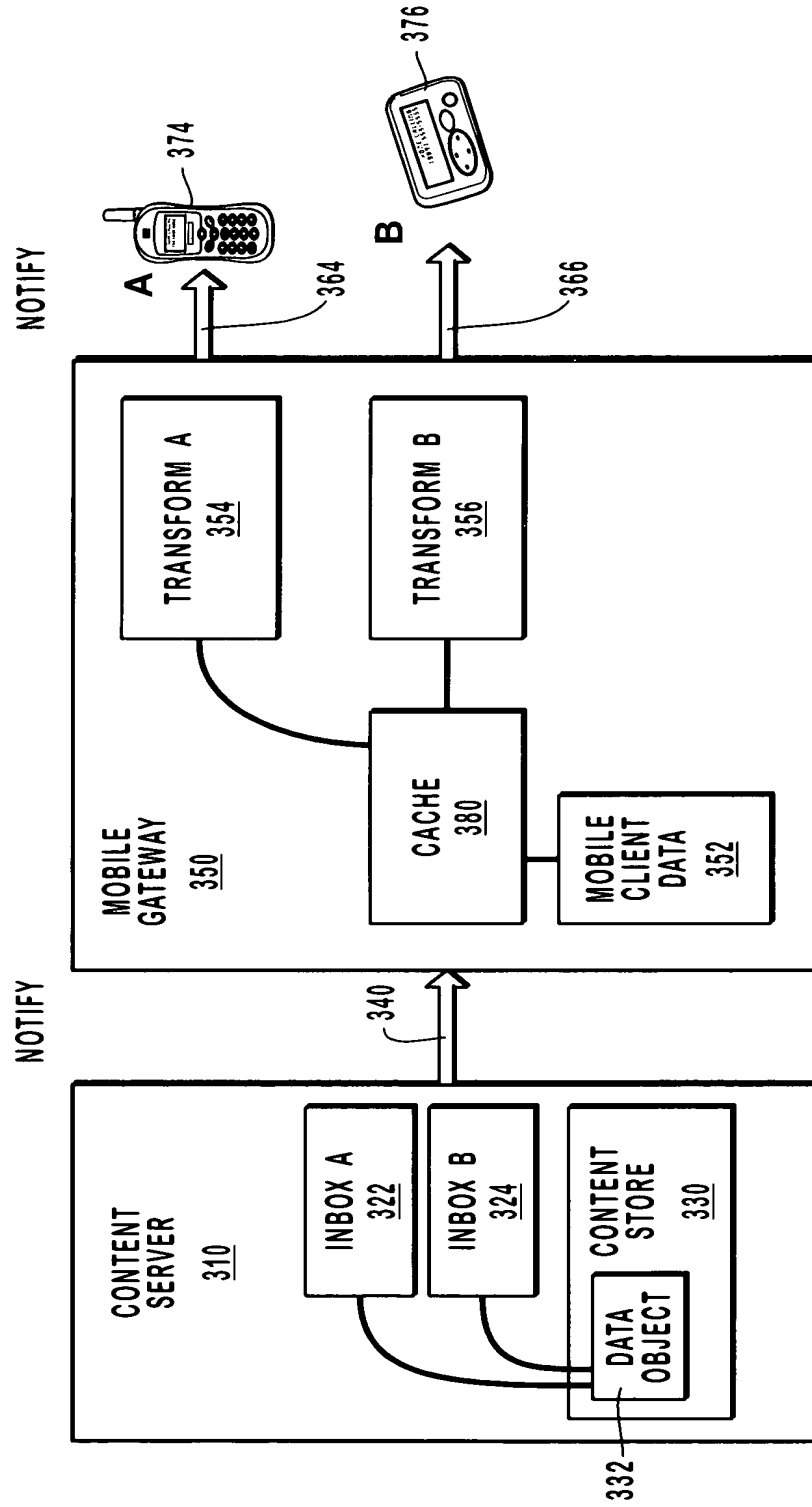 NOTIFY
NOTIFY
CONTENT
SERVER
310
INBOX A
322
INBOX B
324
CONTENT
STORE
330
DATA
OBJECT
332
340
MOBILE
GATEWAY
350
CACHE
380
MOBILE
CLIENT
DATA
352
TRANSFORM A
354
TRANSFORM B
356
364
A
374
366
B
376